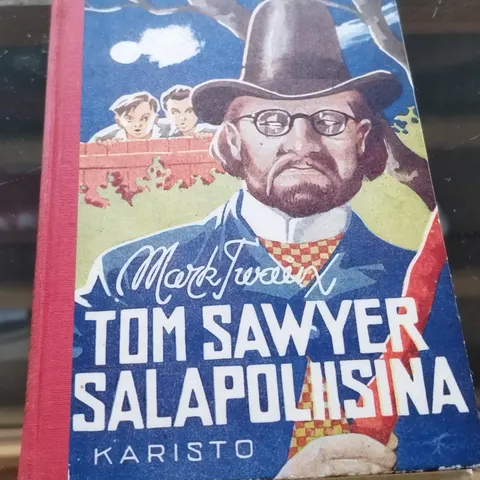 Mark Twain
TOM SAWYER
SALAPOLIISINA
KARISTO